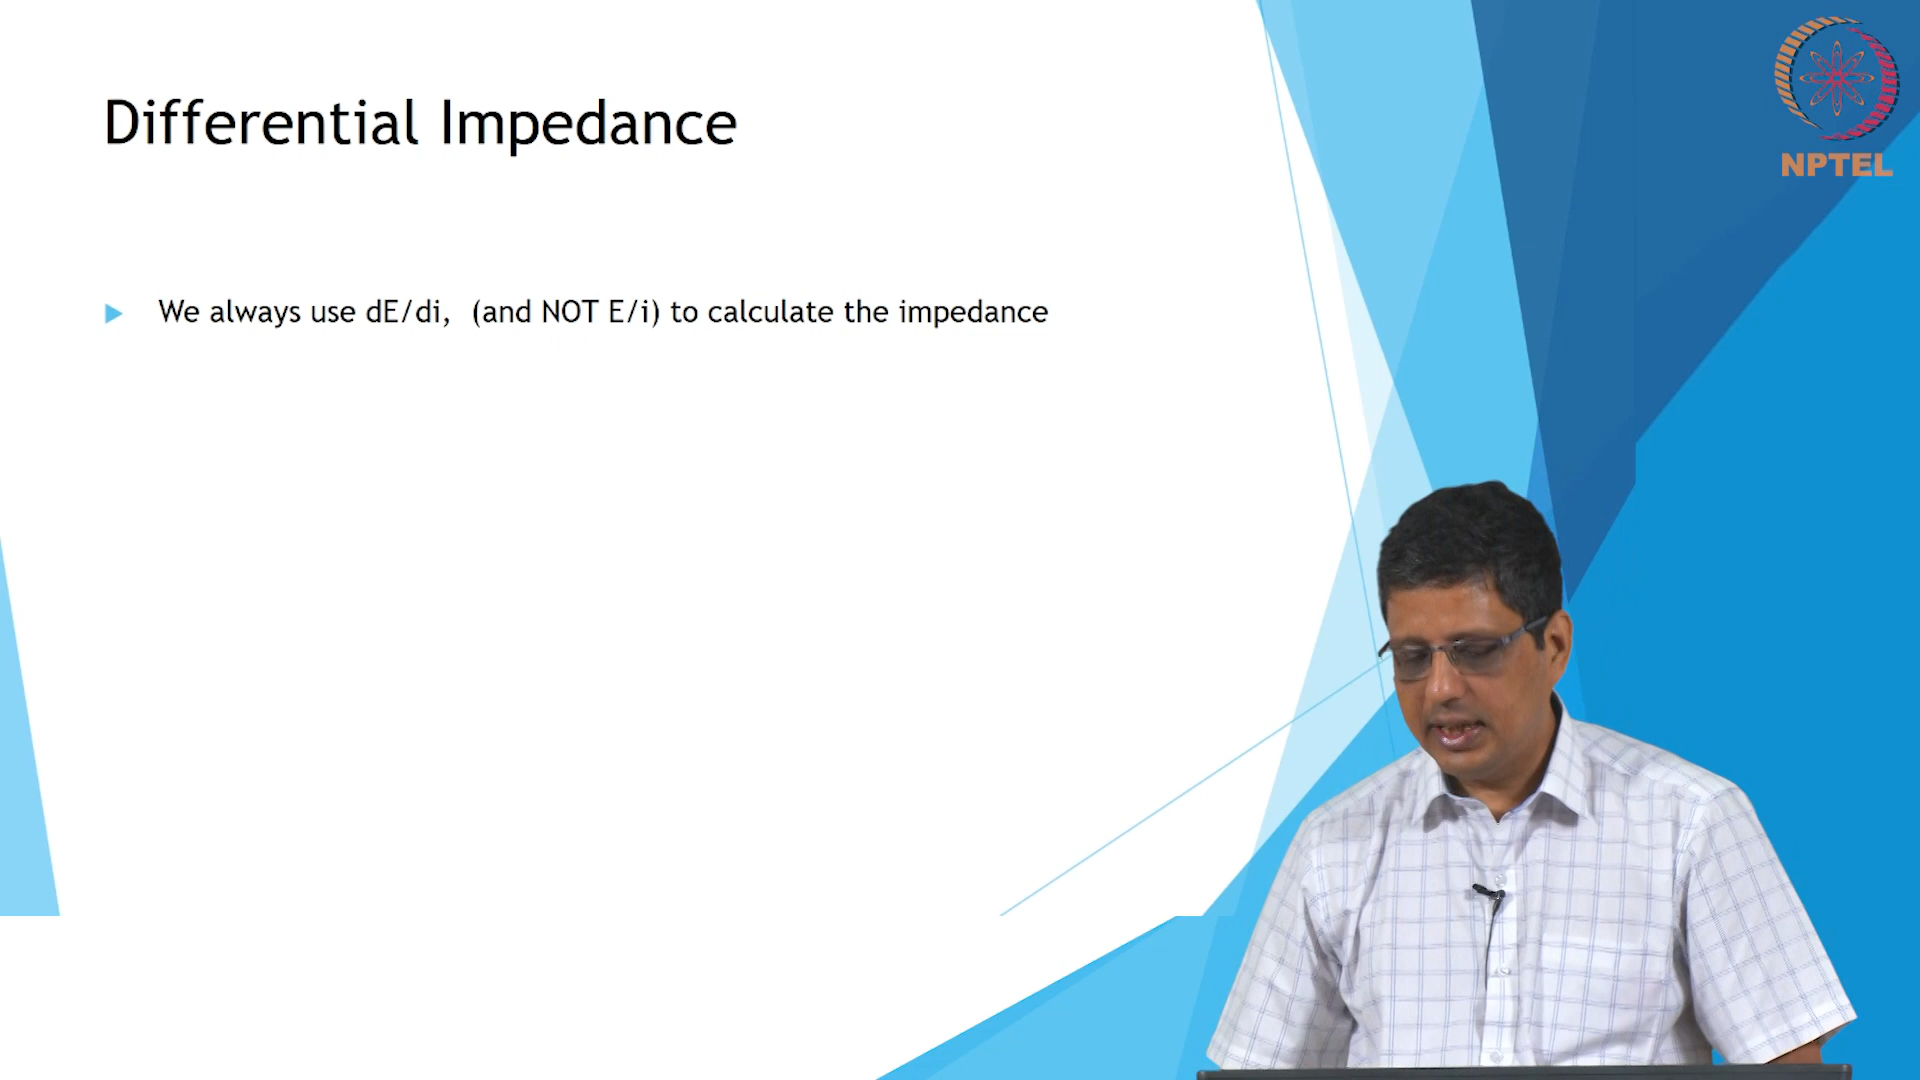 Differential Impedance
We always use dE/di, (and NOT E/i) to calculate the impedance
NPTEL